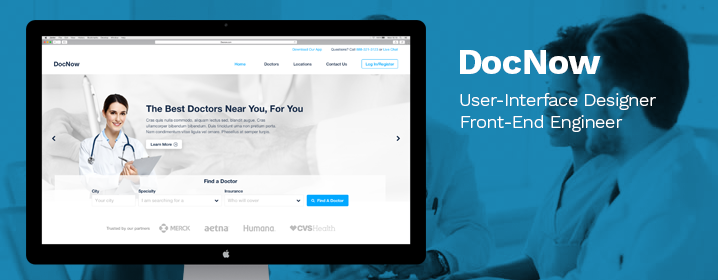 Download Our App Questions? Call 888-201-2113 or Live Chat
DocNow Home Doctors Locations Contact Us Log In/Register
The Best Doctors Near You, For You
Cras quis nulla commodo, aliquam lectus sed, blandit augue. Cras
ullamcorper bibendum bibendum. Duis tincidunt urna non pretium porta.
Nam condimentum vitae ligula vel ornare. Phasellus at semper turpis.
Learn More
Find a Doctor
City Specialty Insurance
Your city I am searching for a Who will cover Find A Doctor
Trusted by our partners MERCK aetna Humana CVSHealth
DocNow
User-Interface Designer
Front-End Engineer